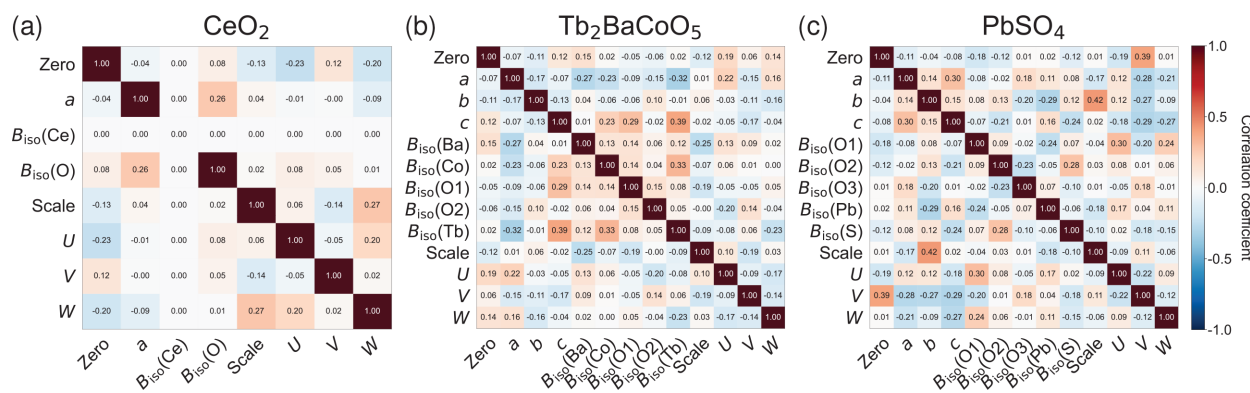 (a) CeO₂
Zero 1.00 -0.04 0.00 0.08 -0.13 -0.23 0.12 -0.20
a -0.04 1.00 0.00 0.26 0.04 -0.01 -0.00 -0.09
B_iso(Ce) 0.00 0.00 0.00 0.00 0.00 0.00 0.00 0.00
B_iso(O) 0.08 0.26 0.00 1.00 0.02 0.08 0.05 0.01
Scale -0.13 0.04 0.00 0.02 1.00 0.06 -0.14 0.27
U -0.23 -0.01 0.00 0.08 0.06 1.00 -0.05 0.20
V 0.12 -0.00 0.00 0.05 -0.14 -0.05 1.00 0.02
W -0.20 -0.09 0.00 0.01 0.27 0.20 0.02 1.00
Zero a B_iso(Ce) B_iso(O) Scale U V W
(b) Tb₂BaCoO₅
Zero 1.00 -0.07 -0.11 0.12 0.15 0.02 -0.05 -0.06 0.02 -0.12 0.19 0.06 0.14
a -0.07 1.00 -0.17 -0.07 -0.27 -0.23 -0.09 -0.15 -0.32 0.01 0.22 -0.15 0.16
b -0.11 -0.17 1.00 -0.13 0.04 -0.06 -0.06 0.10 -0.01 0.06 -0.03 -0.11 -0.16
c 0.12 -0.07 -0.13 1.00 0.01 0.23 0.29 -0.02 0.39 -0.02 -0.05 -0.17 -0.04
B_iso(Ba) 0.15 -0.27 0.04 0.01 1.00 0.13 0.14 0.06 0.12 -0.25 0.13 0.01 0.02
B_iso(Co) 0.02 -0.23 -0.06 0.23 0.13 1.00 0.14 0.04 0.33 -0.07 0.06 0.00 -0.04
B_iso(O1) -0.05 -0.09 -0.06 0.29 0.14 0.14 1.00 0.15 0.08 -0.19 -0.05 -0.05 0.05
B_iso(O2) -0.06 -0.15 0.10 -0.02 0.06 0.04 0.15 1.00 0.05 -0.00 -0.20 0.14 -0.04
B_iso(Tb) 0.02 -0.32 -0.01 0.39 0.12 0.33 0.08 0.05 1.00 -0.09 -0.08 0.06 -0.23
Scale -0.12 0.01 0.06 -0.02 -0.25 -0.07 -0.19 -0.00 -0.09 1.00 0.10 -0.19 0.03
U 0.19 0.22 -0.03 -0.05 0.13 0.06 -0.05 -0.20 -0.08 0.10 1.00 -0.09 -0.17
V 0.06 -0.15 -0.11 -0.17 0.01 0.00 -0.05 0.14 0.06 -0.19 -0.09 1.00 -0.14
W 0.14 0.16 -0.16 -0.04 0.02 -0.04 0.05 -0.04 -0.23 0.03 -0.17 -0.14 1.00
Zero a b c B_iso(Ba) B_iso(Co) B_iso(O1) B_iso(O2) B_iso(Tb) Scale U V W
(c) PbSO₄
Zero 1.00 -0.11 -0.04 -0.08 -0.18 -0.12 0.01 -0.02 -0.12 0.01 -0.19 0.39 0.01
a -0.11 1.00 0.14 0.30 -0.08 -0.02 0.18 0.11 0.08 -0.17 0.12 -0.28 -0.21
b -0.04 0.14 1.00 0.15 0.08 0.13 -0.20 -0.29 0.12 0.42 0.12 -0.27 -0.09
c -0.08 0.30 0.15 1.00 0.02 -0.21 -0.02 0.16 -0.24 0.02 -0.18 -0.29 -0.27
B_iso(O1) -0.18 -0.08 0.08 0.02 1.00 0.09 0.01 -0.24 0.07 -0.06 0.30 -0.20 0.24
B_iso(O2) -0.12 -0.02 0.13 -0.21 0.09 1.00 -0.23 -0.05 0.28 -0.03 -0.08 0.01 0.06
B_iso(O3) 0.01 0.18 -0.20 -0.02 0.01 -0.23 1.00 0.07 -0.10 -0.06 0.05 0.18 -0.01
B_iso(Pb) -0.02 0.11 -0.29 0.16 -0.24 -0.05 0.07 1.00 -0.06 -0.18 0.17 0.04 0.11
B_iso(S) -0.12 0.08 0.12 -0.24 0.07 0.28 -0.10 -0.06 1.00 -0.10 0.02 -0.18 -0.15
Scale 0.01 -0.17 0.42 0.02 -0.06 -0.03 -0.06 -0.18 -0.10 1.00 -0.09 0.11 -0.06
U -0.19 0.12 0.12 -0.18 0.30 -0.08 0.05 0.17 0.02 -0.09 1.00 -0.22 0.09
V 0.39 -0.28 -0.27 -0.29 -0.20 0.01 0.18 0.04 -0.18 0.11 -0.22 1.00 -0.12
W 0.01 -0.21 -0.09 -0.27 0.24 0.06 -0.01 0.11 -0.15 -0.06 0.09 -0.12 1.00
Zero a b c B_iso(O1) B_iso(O2) B_iso(O3) B_iso(Pb) B_iso(S) Scale U V W
1.0
0.5
0.0
-0.5
-1.0
Correlation coefficient